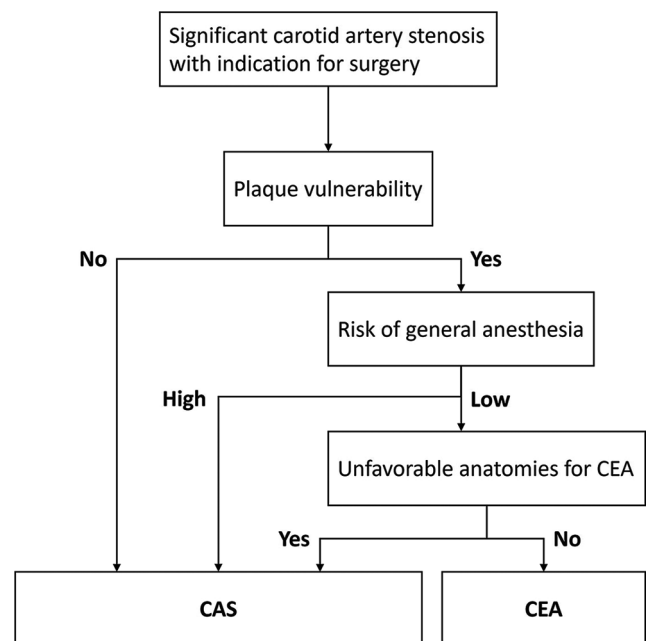 Significant carotid artery stenosis
with indication for surgery
Plaque vulnerability
No
Yes
Risk of general anesthesia
High
Low
Unfavorable anatomies for CEA
Yes
No
CAS
CEA